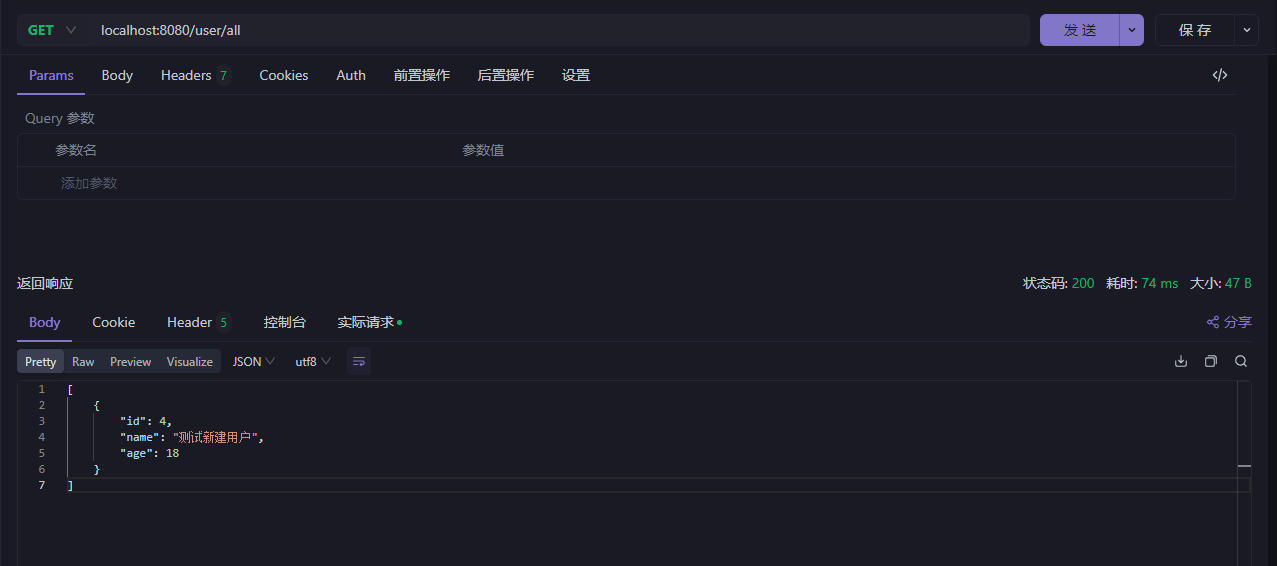 GET localhost:8080/user/all 发 送 保 存
Params Body Headers 7 Cookies Auth 前置操作 后置操作 设置
Query 参数
参数名 参数值
添加参数
返回响应 状态码: 200 耗时: 74 ms 大小: 47 B
Body Cookie Header 5 控制台 实际请求 分享
Pretty Raw Preview Visualize JSON utf8
1 [
2 {
3 "id": 4,
4 "name": "测试新建用户",
5 "age": 18
6 }
7 ]